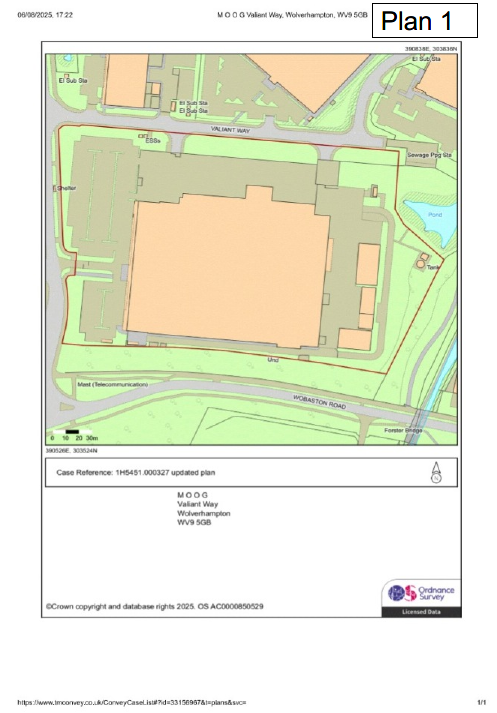 06/08/2025, 17:22
M O O G Valiant Way, Wolverhampton, WV9 5GB
Plan 1
390838E, 303836N
El Sub Sta
El Sub Sta
El Sub Sta
El Sub Sta
VALIANT WAY
ESSs
Sewage Ppg Sta
Shelter
Pond
Tank
Und
Mast (Telecommunication)
WOBASTON ROAD
Forster Bridge
0 10 20 30m
390526E, 303524N
Case Reference: 1H5451.000327 updated plan
M O O G
Valiant Way
Wolverhampton
WV9 5GB
Ordnance
Survey
Licensed Data
©Crown copyright and database rights 2025. OS AC0000850529
https://www.tmconvey.co.uk/ConveyCaseList#?id=33156967&t=plans&svc=
1/1